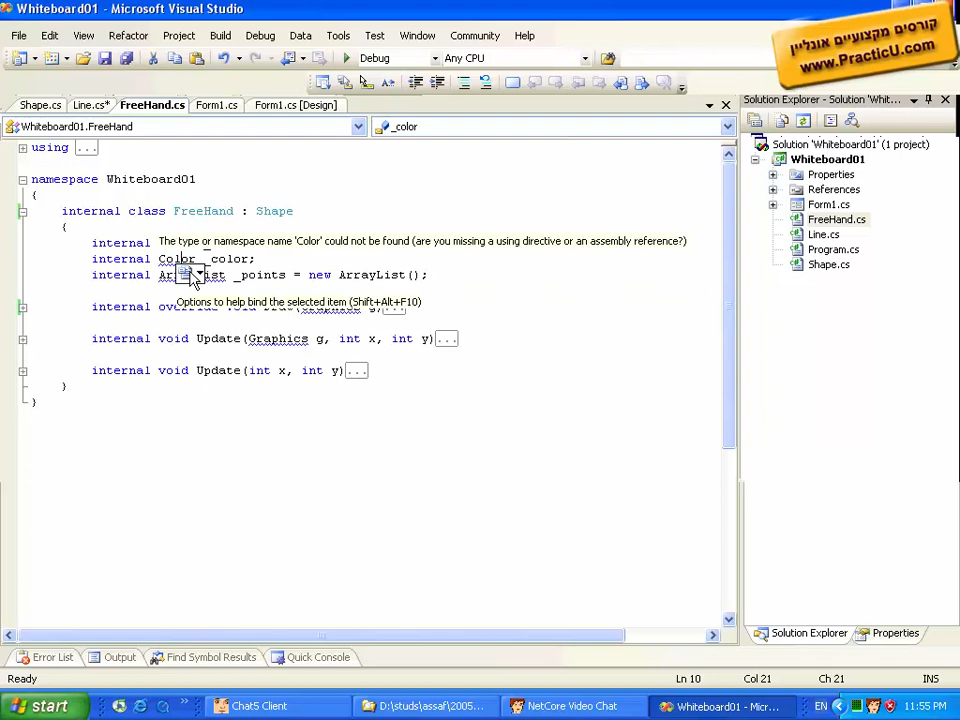 Whiteboard01 - Microsoft Visual Studio
File Edit View Refactor Project Build Debug Data Tools Test Window Community Help
Debug Any CPU
קורסים מקצועיים אונליין
www.PracticU.com
Shape.cs Line.cs* FreeHand.cs Form1.cs Form1.cs [Design]
Solution Explorer - Solution 'Whit...
Whiteboard01.FreeHand _color
using ...
namespace Whiteboard01
{
internal class FreeHand : Shape
{
internal
The type or namespace name 'Color' could not be found (are you missing a using directive or an assembly reference?)
internal Color _color;
internal ArrayList _points = new ArrayList();
Options to help bind the selected item (Shift+Alt+F10)
internal override void Draw(Graphics g) ...
internal void Update(Graphics g, int x, int y) ...
internal void Update(int x, int y) ...
}
}
Solution 'Whiteboard01' (1 project)
Whiteboard01
Properties
References
Form1.cs
FreeHand.cs
Line.cs
Program.cs
Shape.cs
Solution Explorer Properties
Error List Output Find Symbol Results Quick Console
Ready Ln 10 Col 21 Ch 21 INS
start Chat5 Client D:\studs\assaf\2005... NetCore Video Chat Whiteboard01 - Micr... EN 11:55 PM